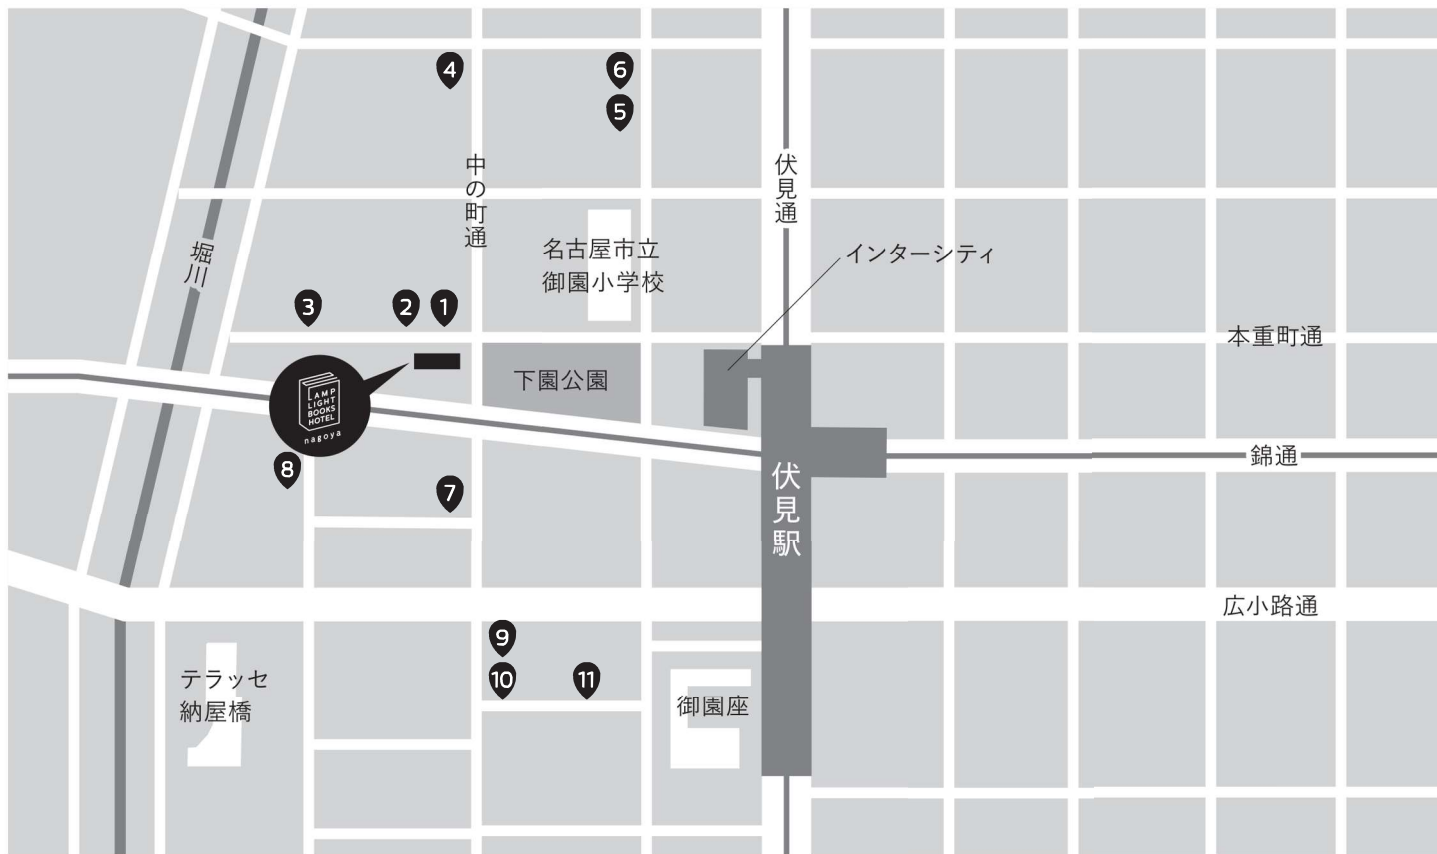 4
6
5
中の町通
伏見通
堀川
名古屋市立
御園小学校
インターシティ
3
2
1
本重町通
下園公園
LAMP
LIGHT
BOOKS
HOTEL
nagoya
錦通
8
7
伏見駅
広小路通
9
10
11
テラッセ
納屋橋
御園座